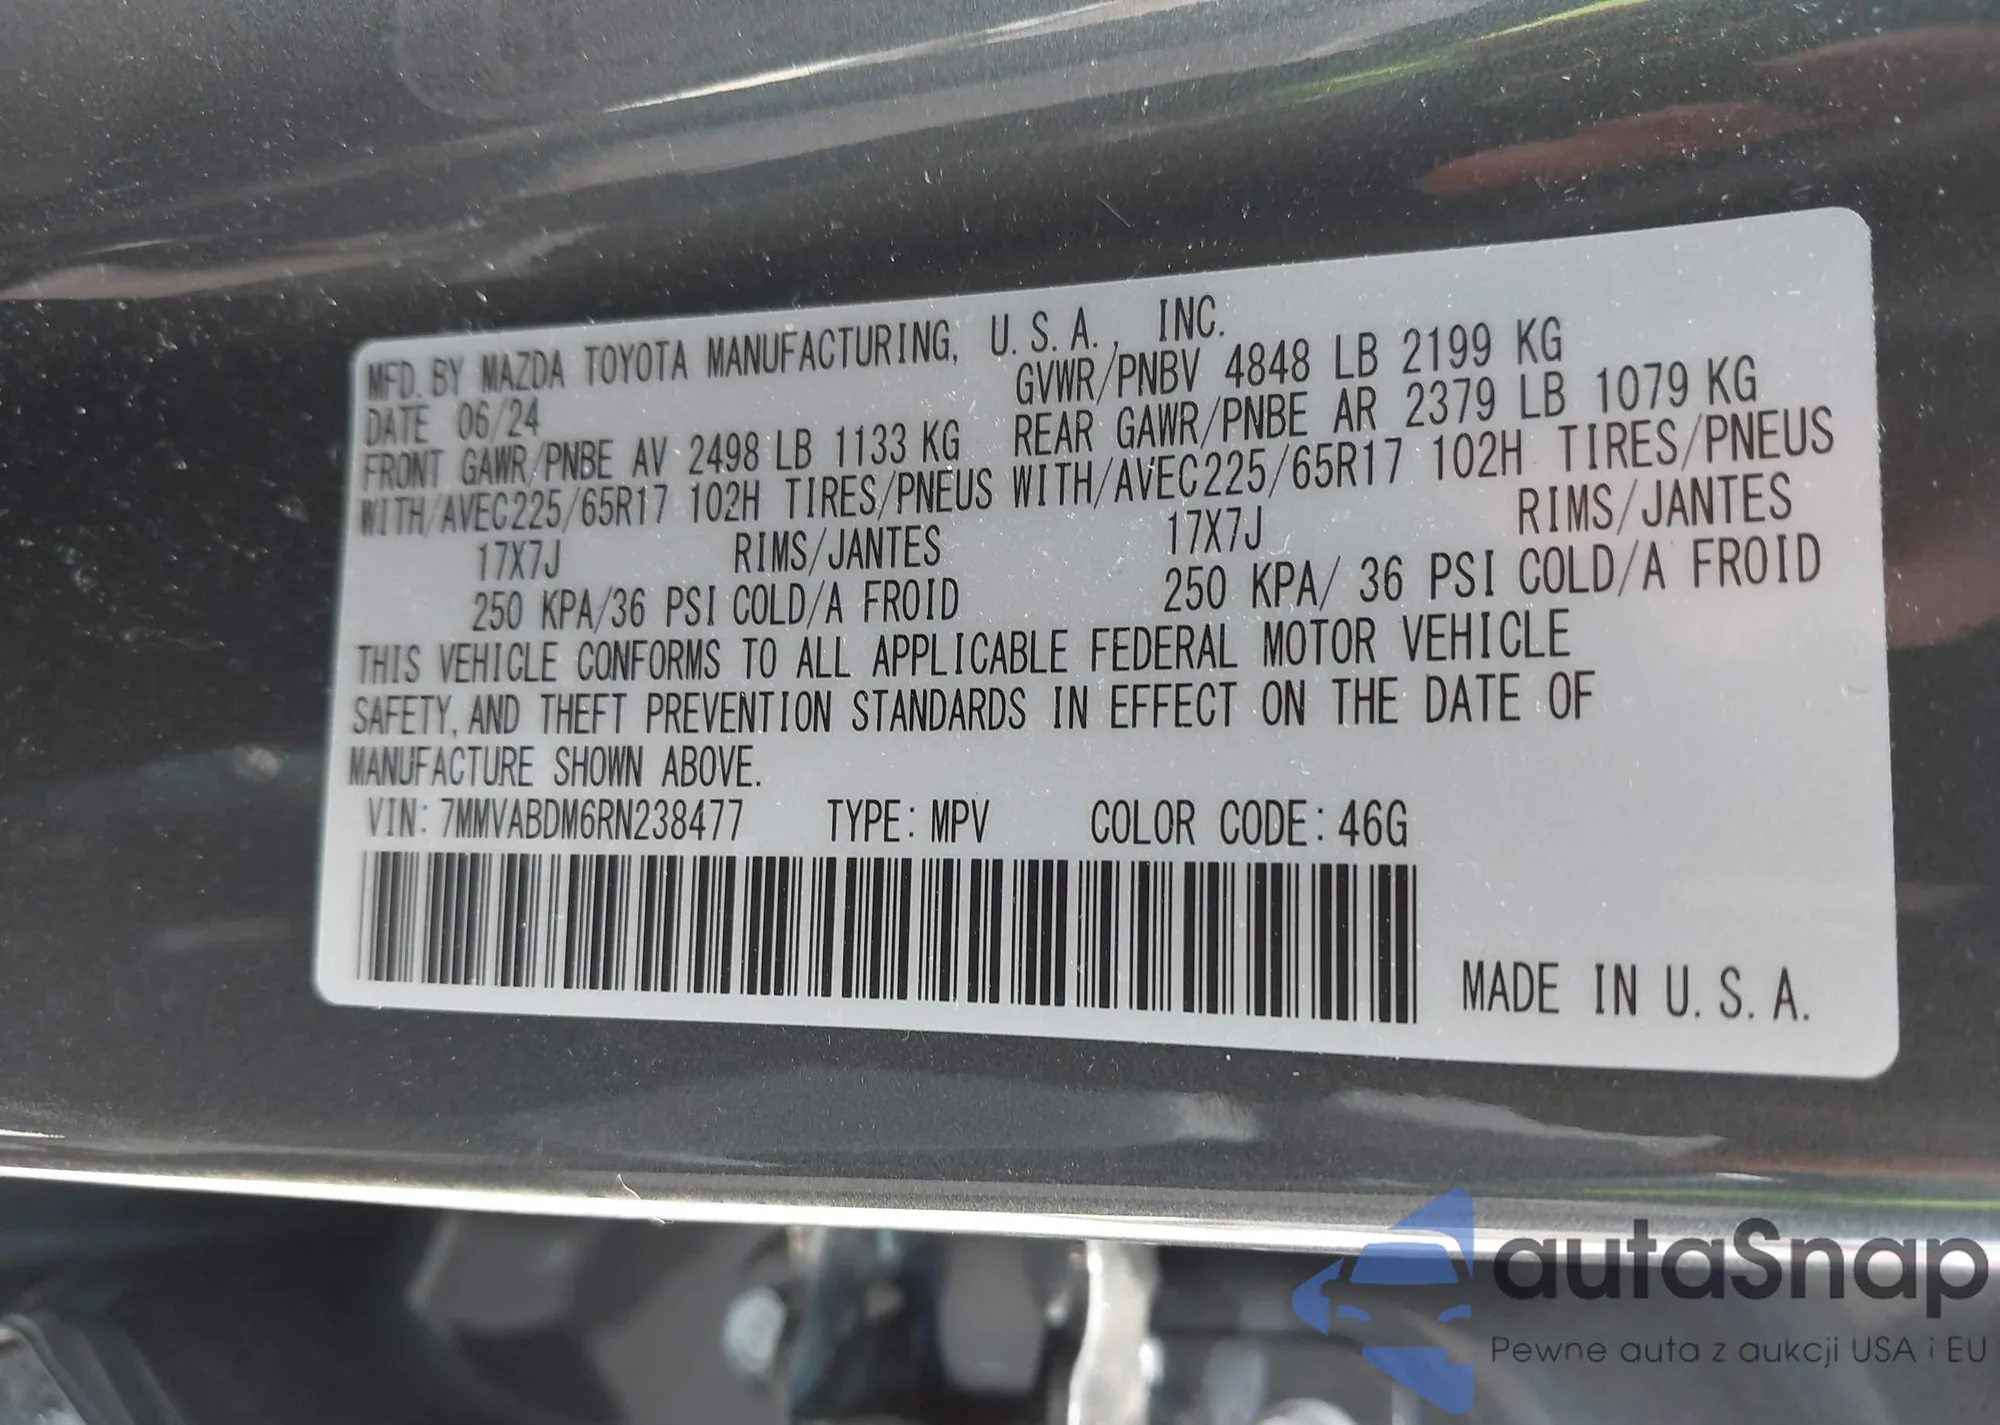 MFD. BY MAZDA TOYOTA MANUFACTURING, U.S.A., INC.
DATE 06/24 GVWR/PNBV 4848 LB 2199 KG
FRONT GAWR/PNBE AV 2498 LB 1133 KG REAR GAWR/PNBE AR 2379 LB 1079 KG
WITH/AVEC225/65R17 102H TIRES/PNEUS WITH/AVEC225/65R17 102H TIRES/PNEUS
17X7J RIMS/JANTES 17X7J RIMS/JANTES
250 KPA/36 PSI COLD/A FROID 250 KPA/ 36 PSI COLD/A FROID
THIS VEHICLE CONFORMS TO ALL APPLICABLE FEDERAL MOTOR VEHICLE
SAFETY, AND THEFT PREVENTION STANDARDS IN EFFECT ON THE DATE OF
MANUFACTURE SHOWN ABOVE.
VIN: 7MMVABDM6RN238477 TYPE: MPV COLOR CODE: 46G
MADE IN U.S.A.
autaSnap
Pewne auta z aukcji USA i EU